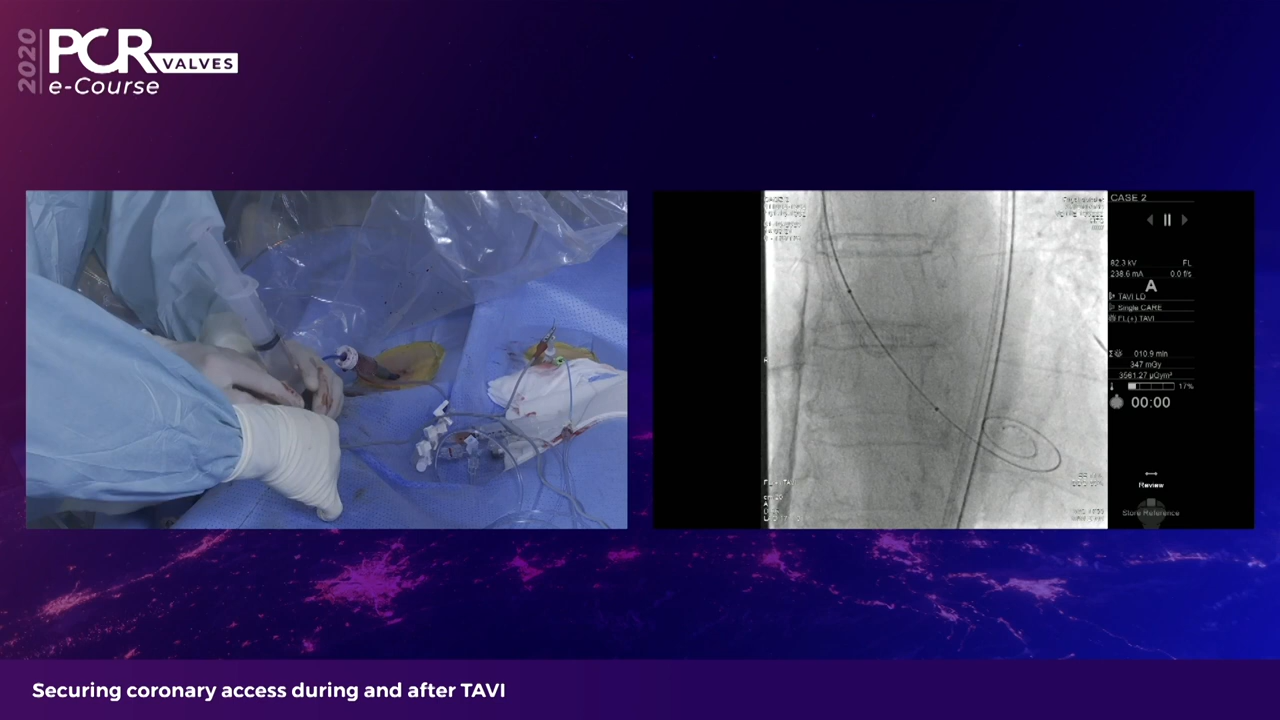 2020
PCR
VALVES
e-Course
CASE 2
82.3 kV FL
238.6 mA 0.0 f/s
A
TAVI LD
Single CARE
FL(+) TAVI
010.9 min
347 mGy
3561.27 µGym²
17%
00:00
Review
Store Reference
Securing coronary access during and after TAVI